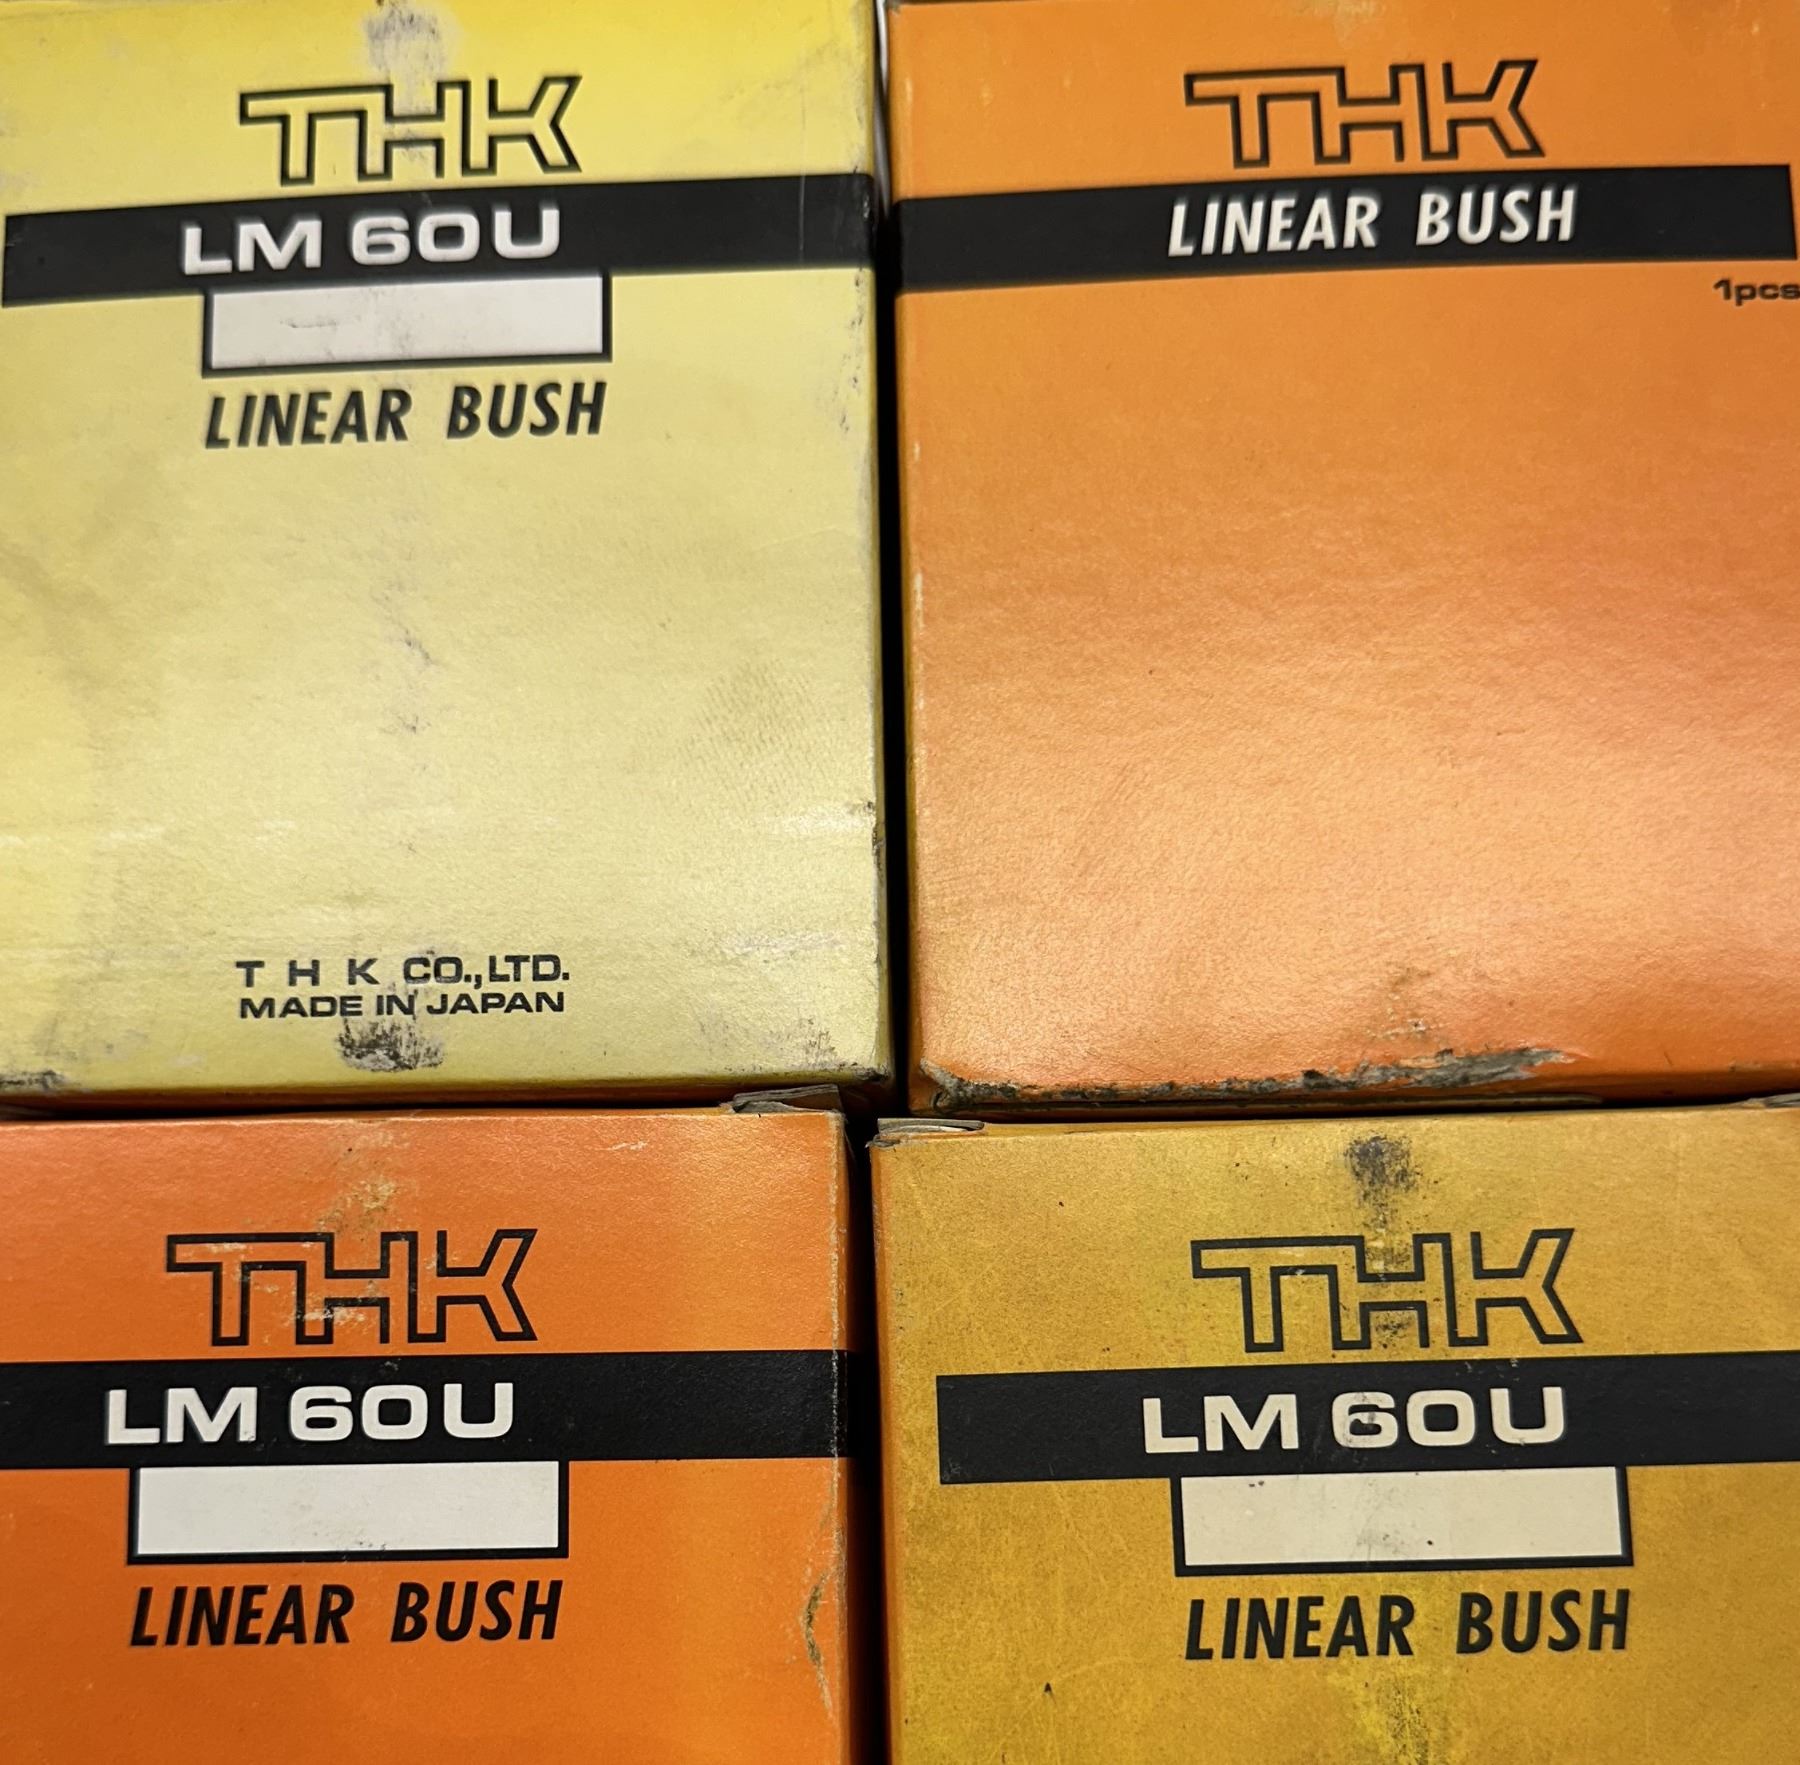 THK
LM 60U
LINEAR BUSH
T H K CO., LTD.
MADE IN JAPAN
THK
LINEAR BUSH
1pcs
THK
LM 60U
LINEAR BUSH
THK
LM 60U
LINEAR BUSH